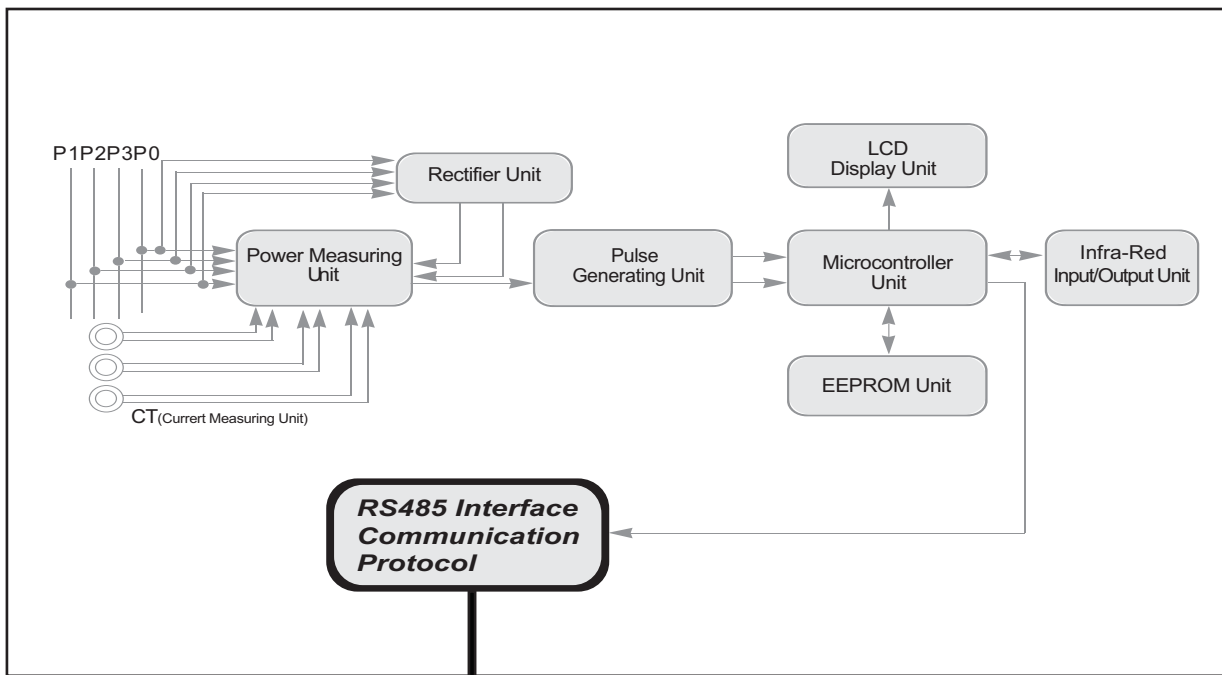 P1P2P3P0
Rectifier Unit
LCD
Display Unit
Power Measuring
Unit
Pulse
Generating Unit
Microcontroller
Unit
Infra-Red
Input/Output Unit
EEPROM Unit
CT(Currert Measuring Unit)
RS485 Interface
Communication
Protocol